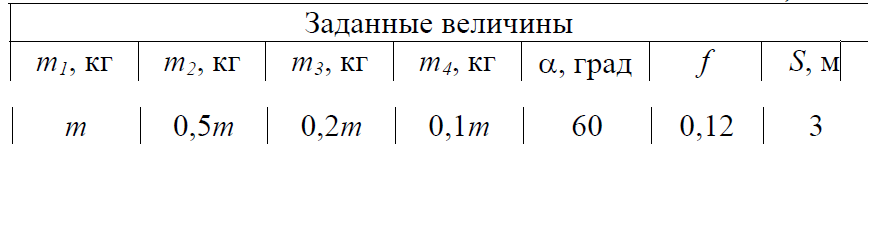 Заданные величины
m1, кг m2, кг m3, кг m4, кг α, град f S, м
m 0,5m 0,2m 0,1m 60 0,12 3